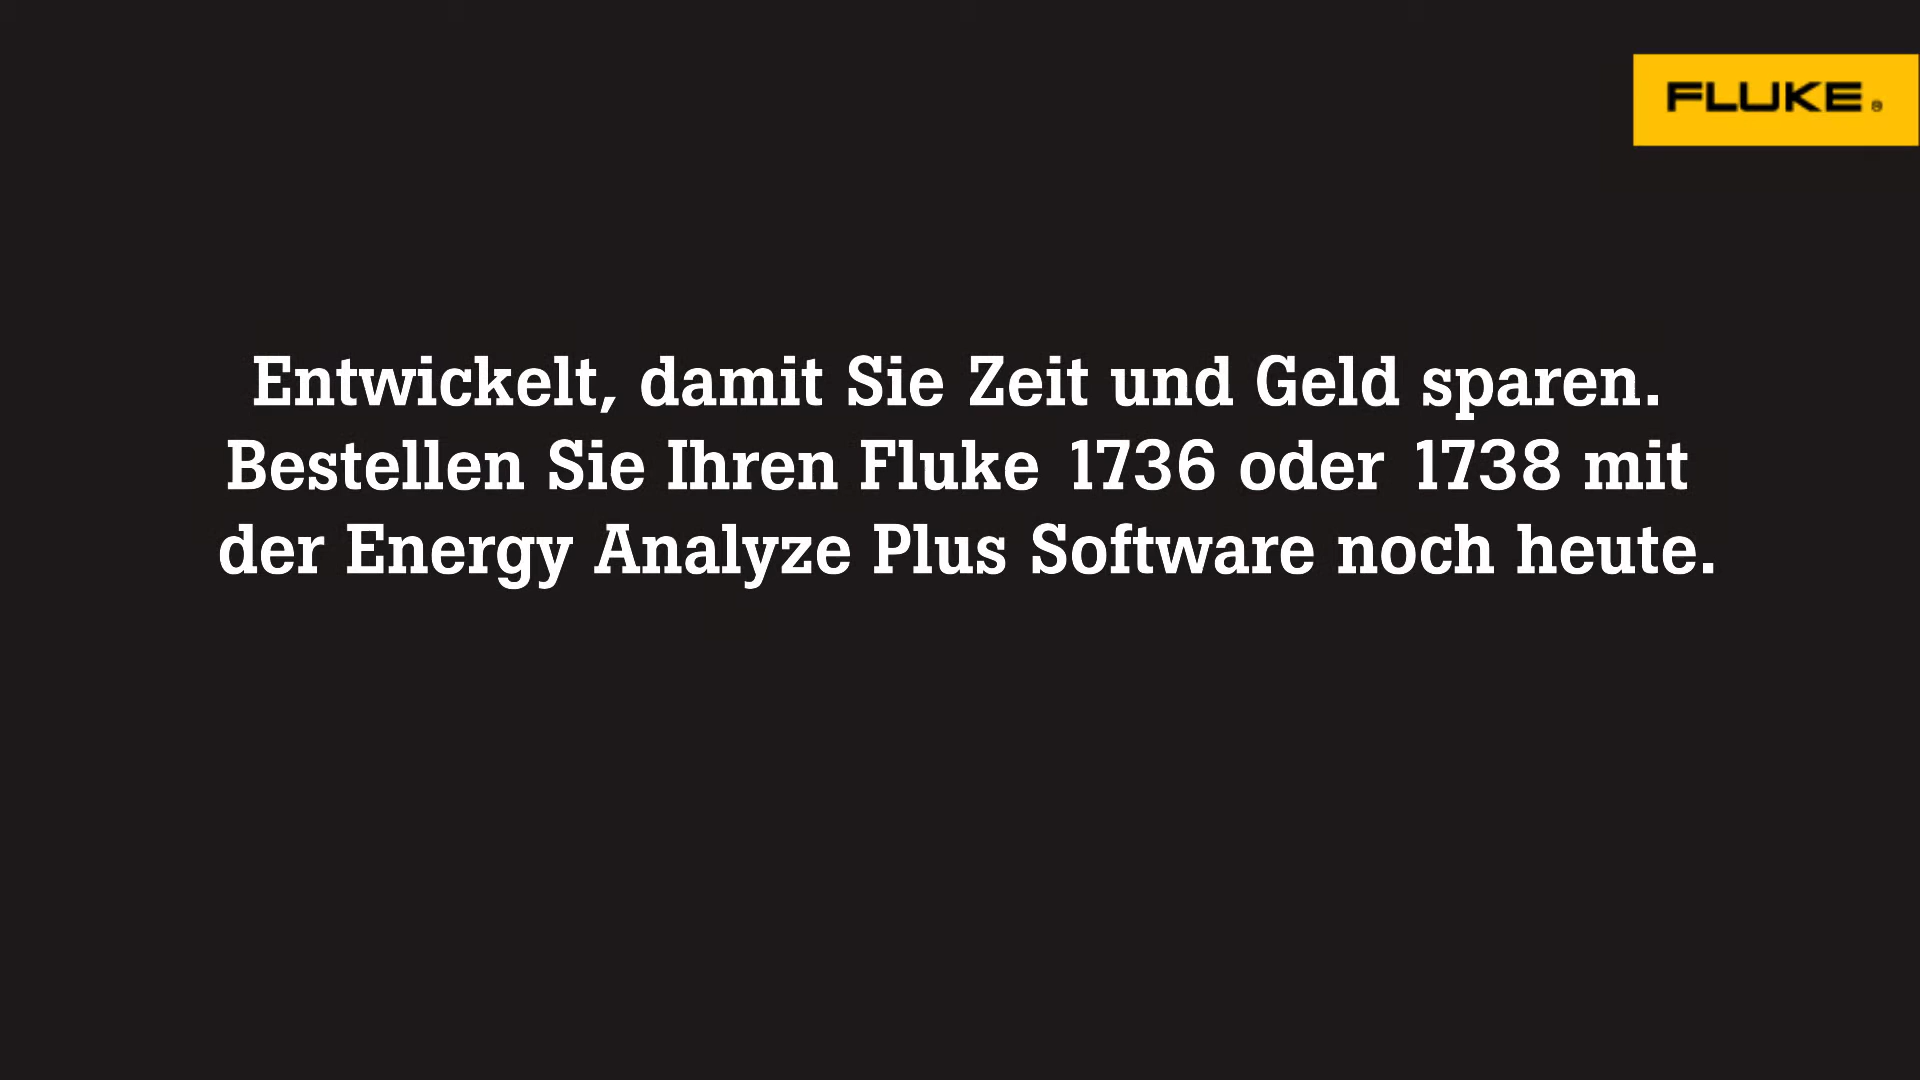 FLUKE®
Entwickelt, damit Sie Zeit und Geld sparen.
Bestellen Sie Ihren Fluke 1736 oder 1738 mit
der Energy Analyze Plus Software noch heute.